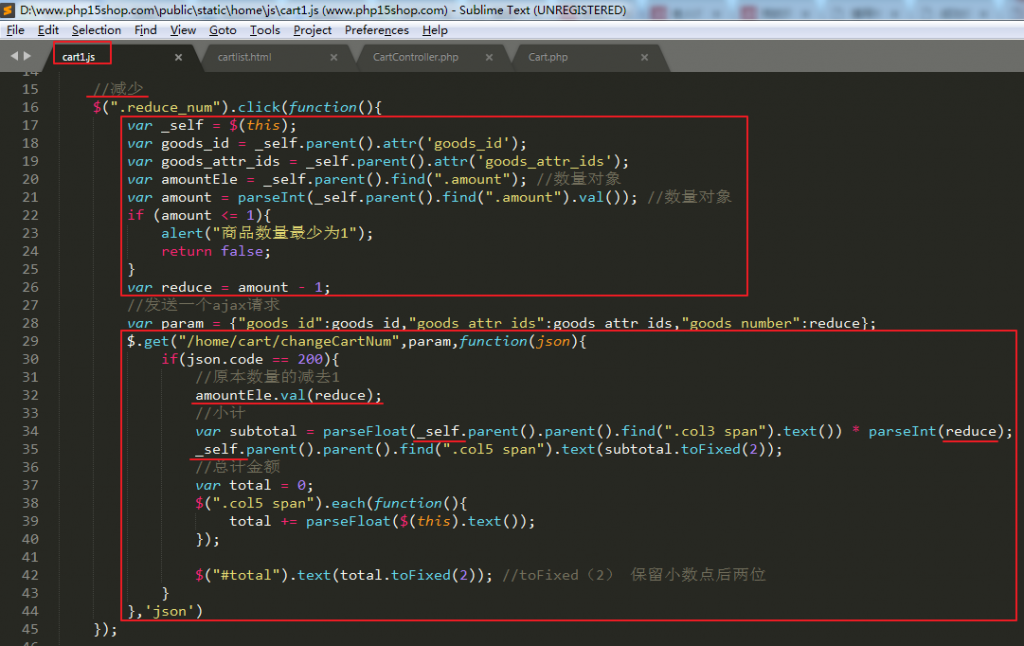 D:\www.php15shop.com\public\static\home\js\cart1.js (www.php15shop.com) - Sublime Text (UNREGISTERED)
File Edit Selection Find View Goto Tools Project Preferences Help
cart1.js cartlist.html CartController.php Cart.php
14
15 //减少
16 $(".reduce_num").click(function(){
17 var _self = $(this);
18 var goods_id = _self.parent().attr('goods_id');
19 var goods_attr_ids = _self.parent().attr('goods_attr_ids');
20 var amountEle = _self.parent().find(".amount"); //数量对象
21 var amount = parseInt(_self.parent().find(".amount").val()); //数量对象
22 if (amount <= 1){
23 alert("商品数量最少为1");
24 return false;
25 }
26 var reduce = amount - 1;
27 //发送一个ajax请求
28 var param = {"goods_id":goods_id,"goods_attr_ids":goods_attr_ids,"goods_number":reduce};
29 $.get("/home/cart/changeCartNum",param,function(json){
30 if(json.code == 200){
31 //原本数量的减去1
32 amountEle.val(reduce);
33 //小计
34 var subtotal = parseFloat(_self.parent().parent().find(".col3 span").text()) * parseInt(reduce);
35 _self.parent().parent().find(".col5 span").text(subtotal.toFixed(2));
36 //总计金额
37 var total = 0;
38 $(".col5 span").each(function(){
39 total += parseFloat($(this).text());
40 });
41
42 $("#total").text(total.toFixed(2)); //toFixed（2） 保留小数点后两位
43 }
44 },'json')
45 });